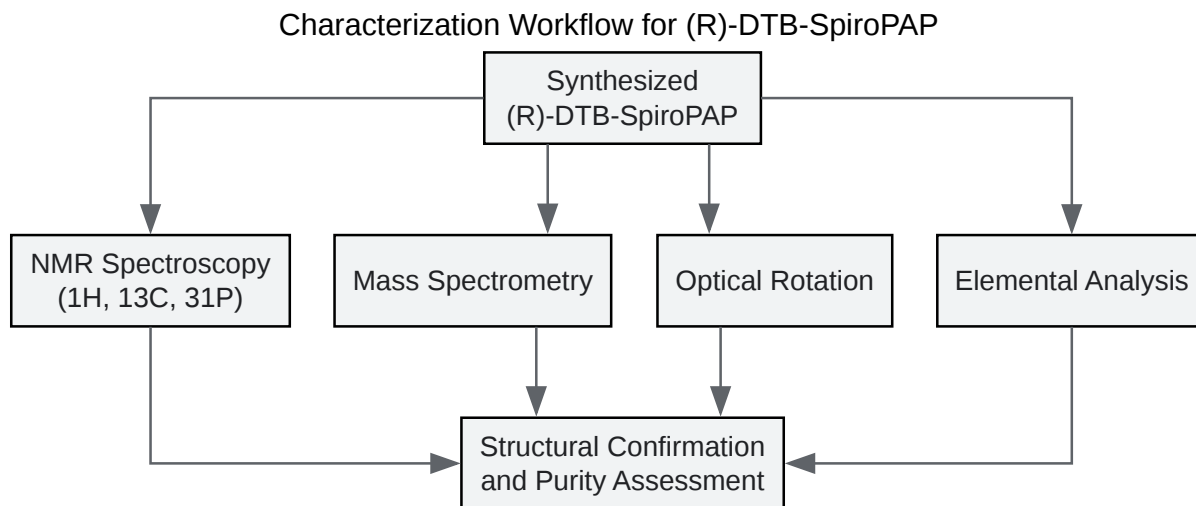 Characterization Workflow for (R)-DTB-SpiroPAP
Synthesized
(R)-DTB-SpiroPAP
NMR Spectroscopy
(1H, 13C, 31P)
Mass Spectrometry
Optical Rotation
Elemental Analysis
Structural Confirmation
and Purity Assessment